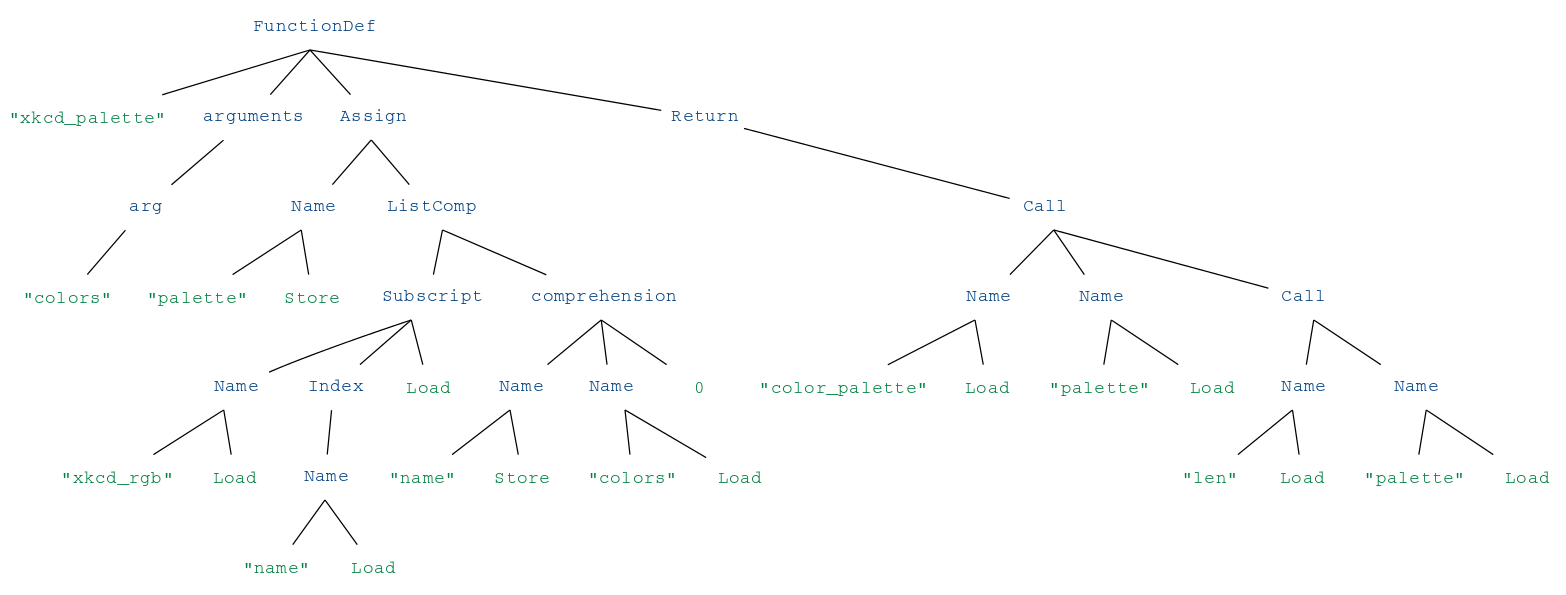 FunctionDef
"xkcd_palette" arguments Assign Return
arg Name ListComp Call
"colors" "palette" Store Subscript comprehension Name Name Call
Name Index Load Name Name 0 "color_palette" Load "palette" Load Name Name
"xkcd_rgb" Load Name "name" Store "colors" Load "len" Load "palette" Load
"name" Load